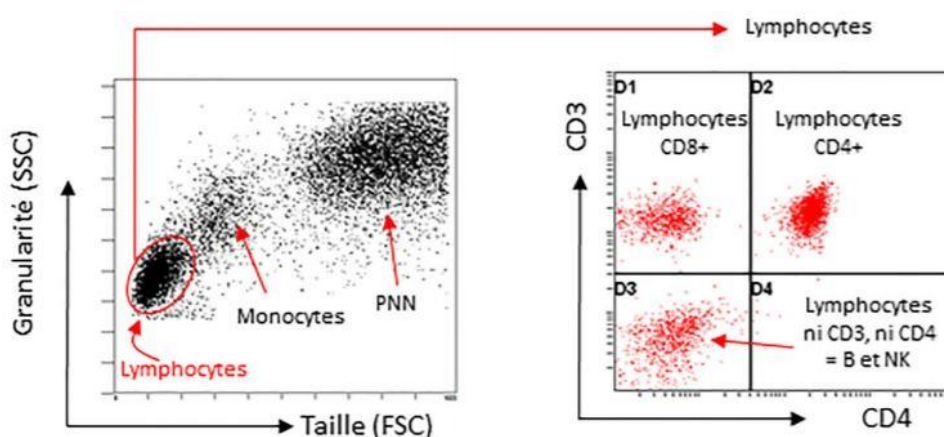 Lymphocytes
Granularité (SSC)
Monocytes
PNN
Lymphocytes
Taille (FSC)
CD3
D1
D2
Lymphocytes
CD8+
Lymphocytes
CD4+
D3
D4
Lymphocytes
ni CD3, ni CD4
= B et NK
CD4